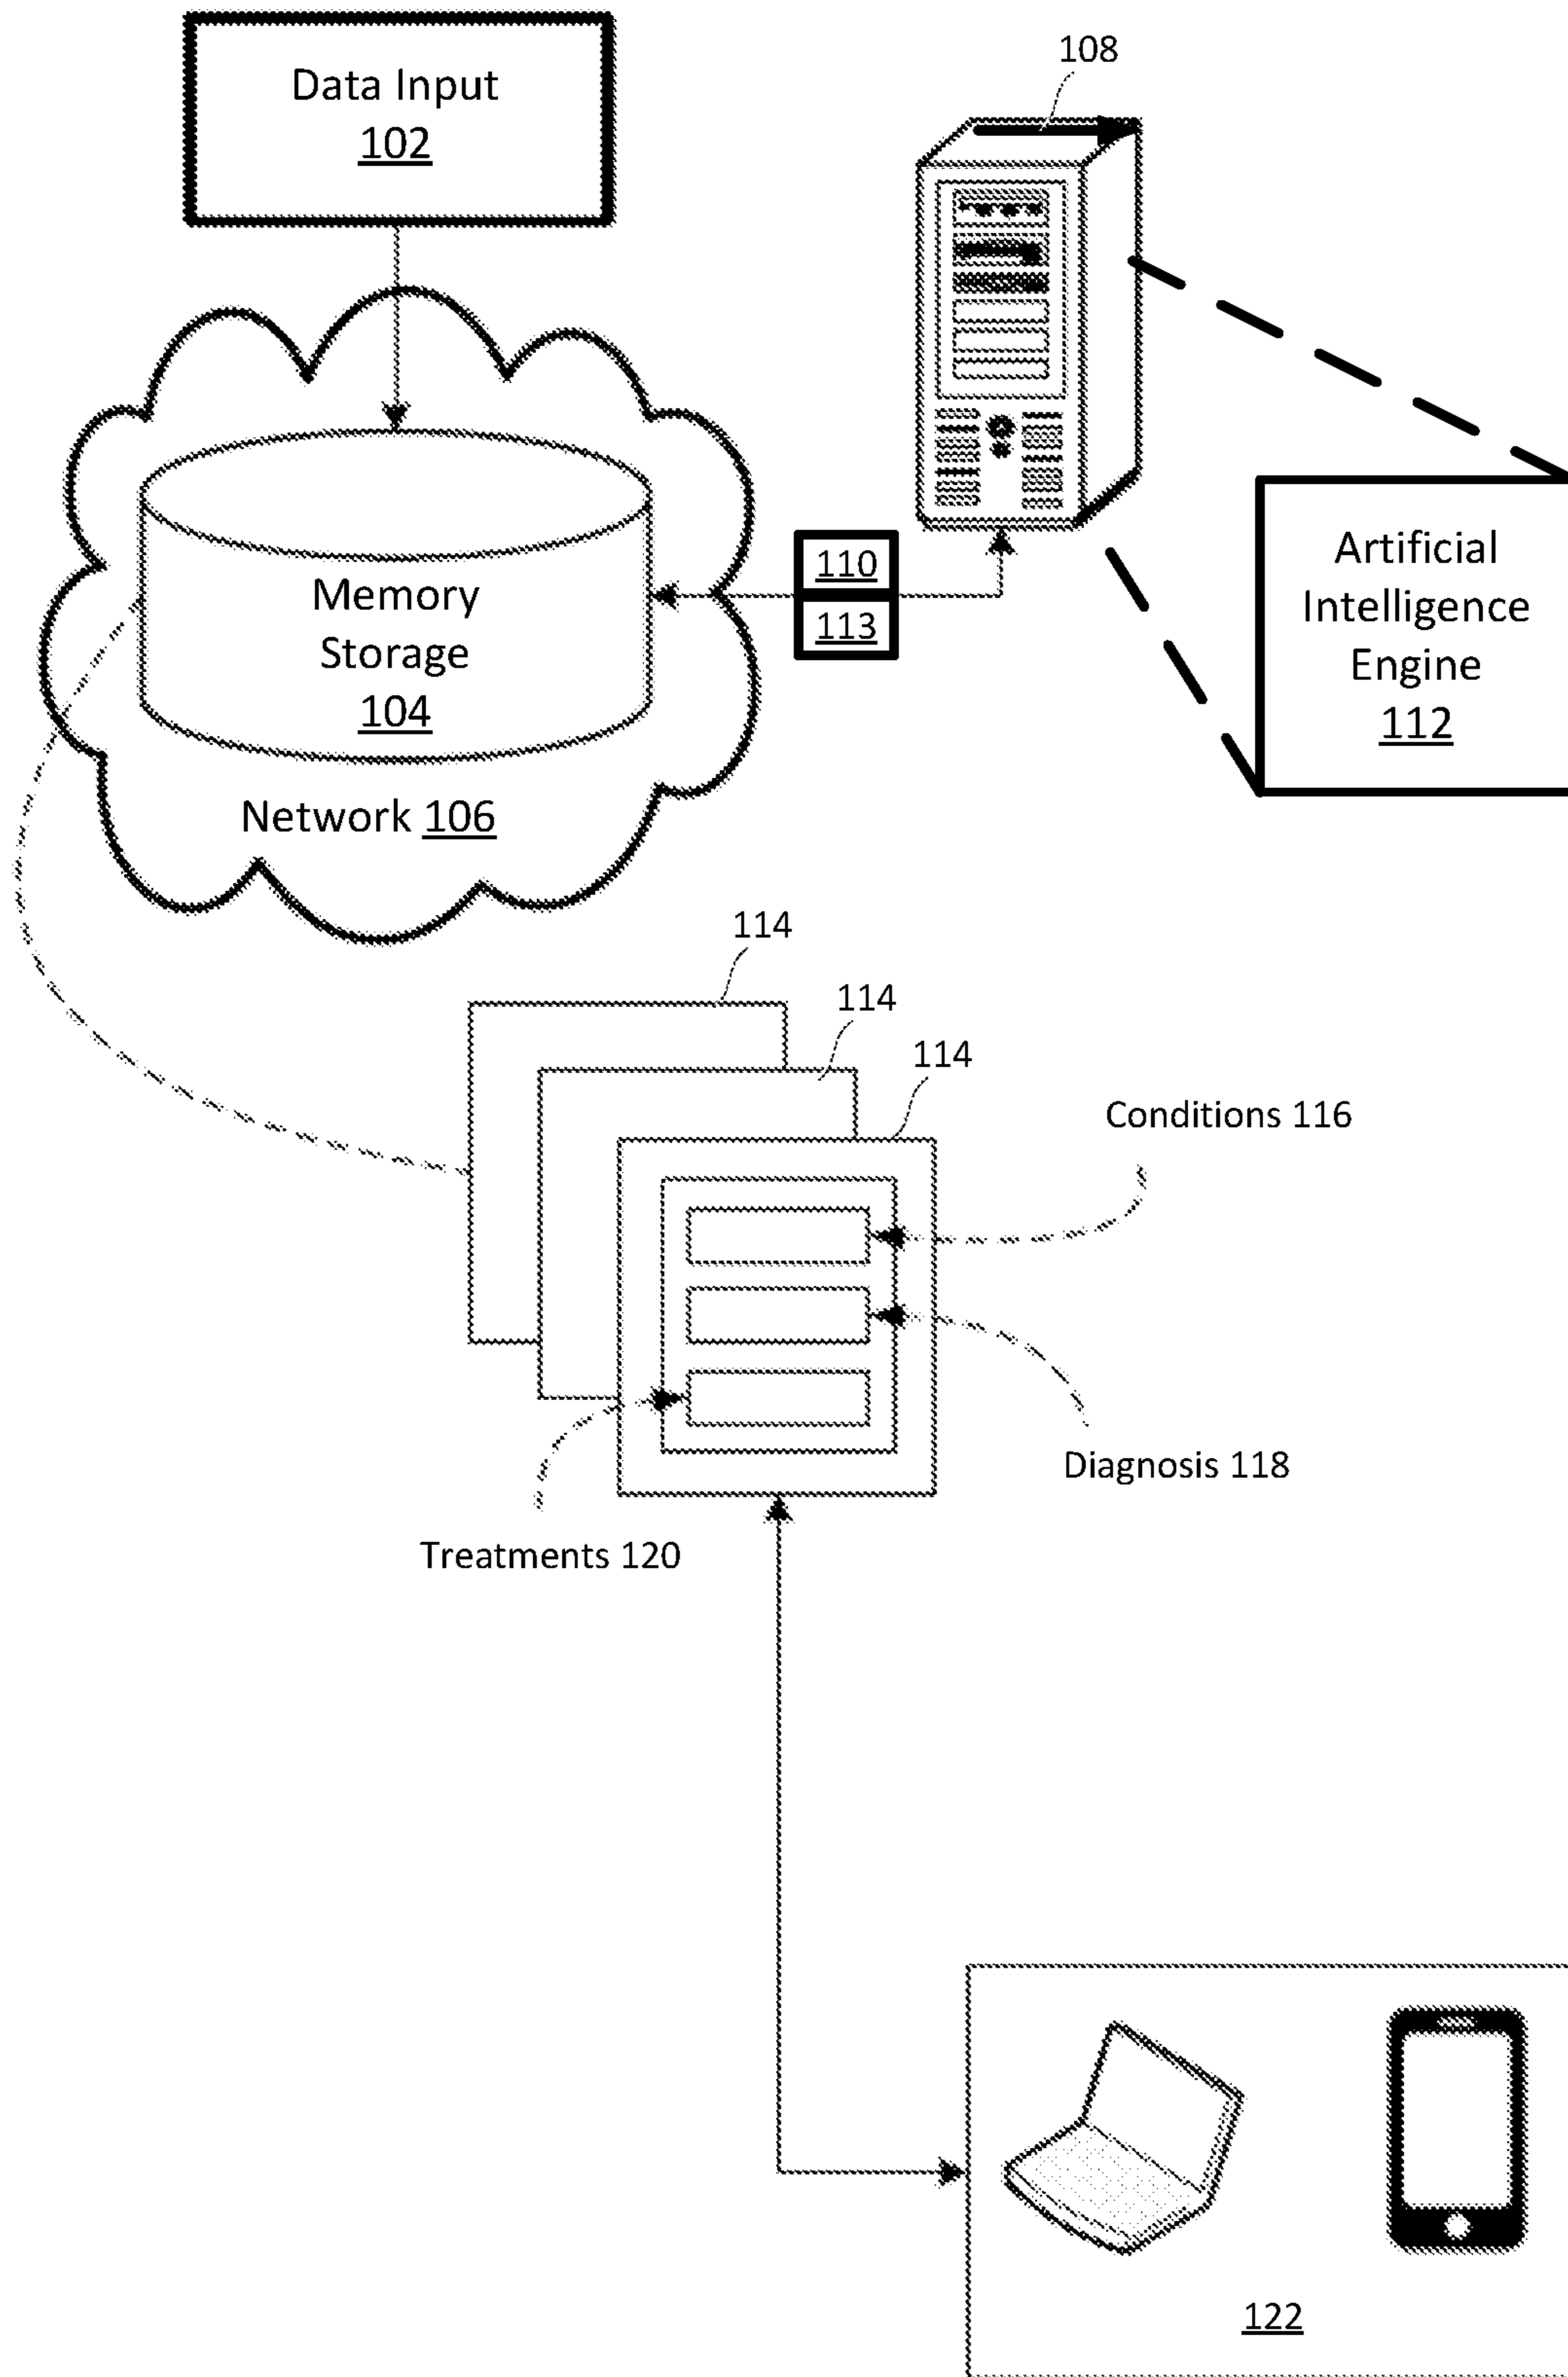 Data Input
102
108
110
113
Memory
Storage
104
Network 106
Artificial
Intelligence
Engine
112
114
114
114
Conditions 116
Diagnosis 118
Treatments 120
122